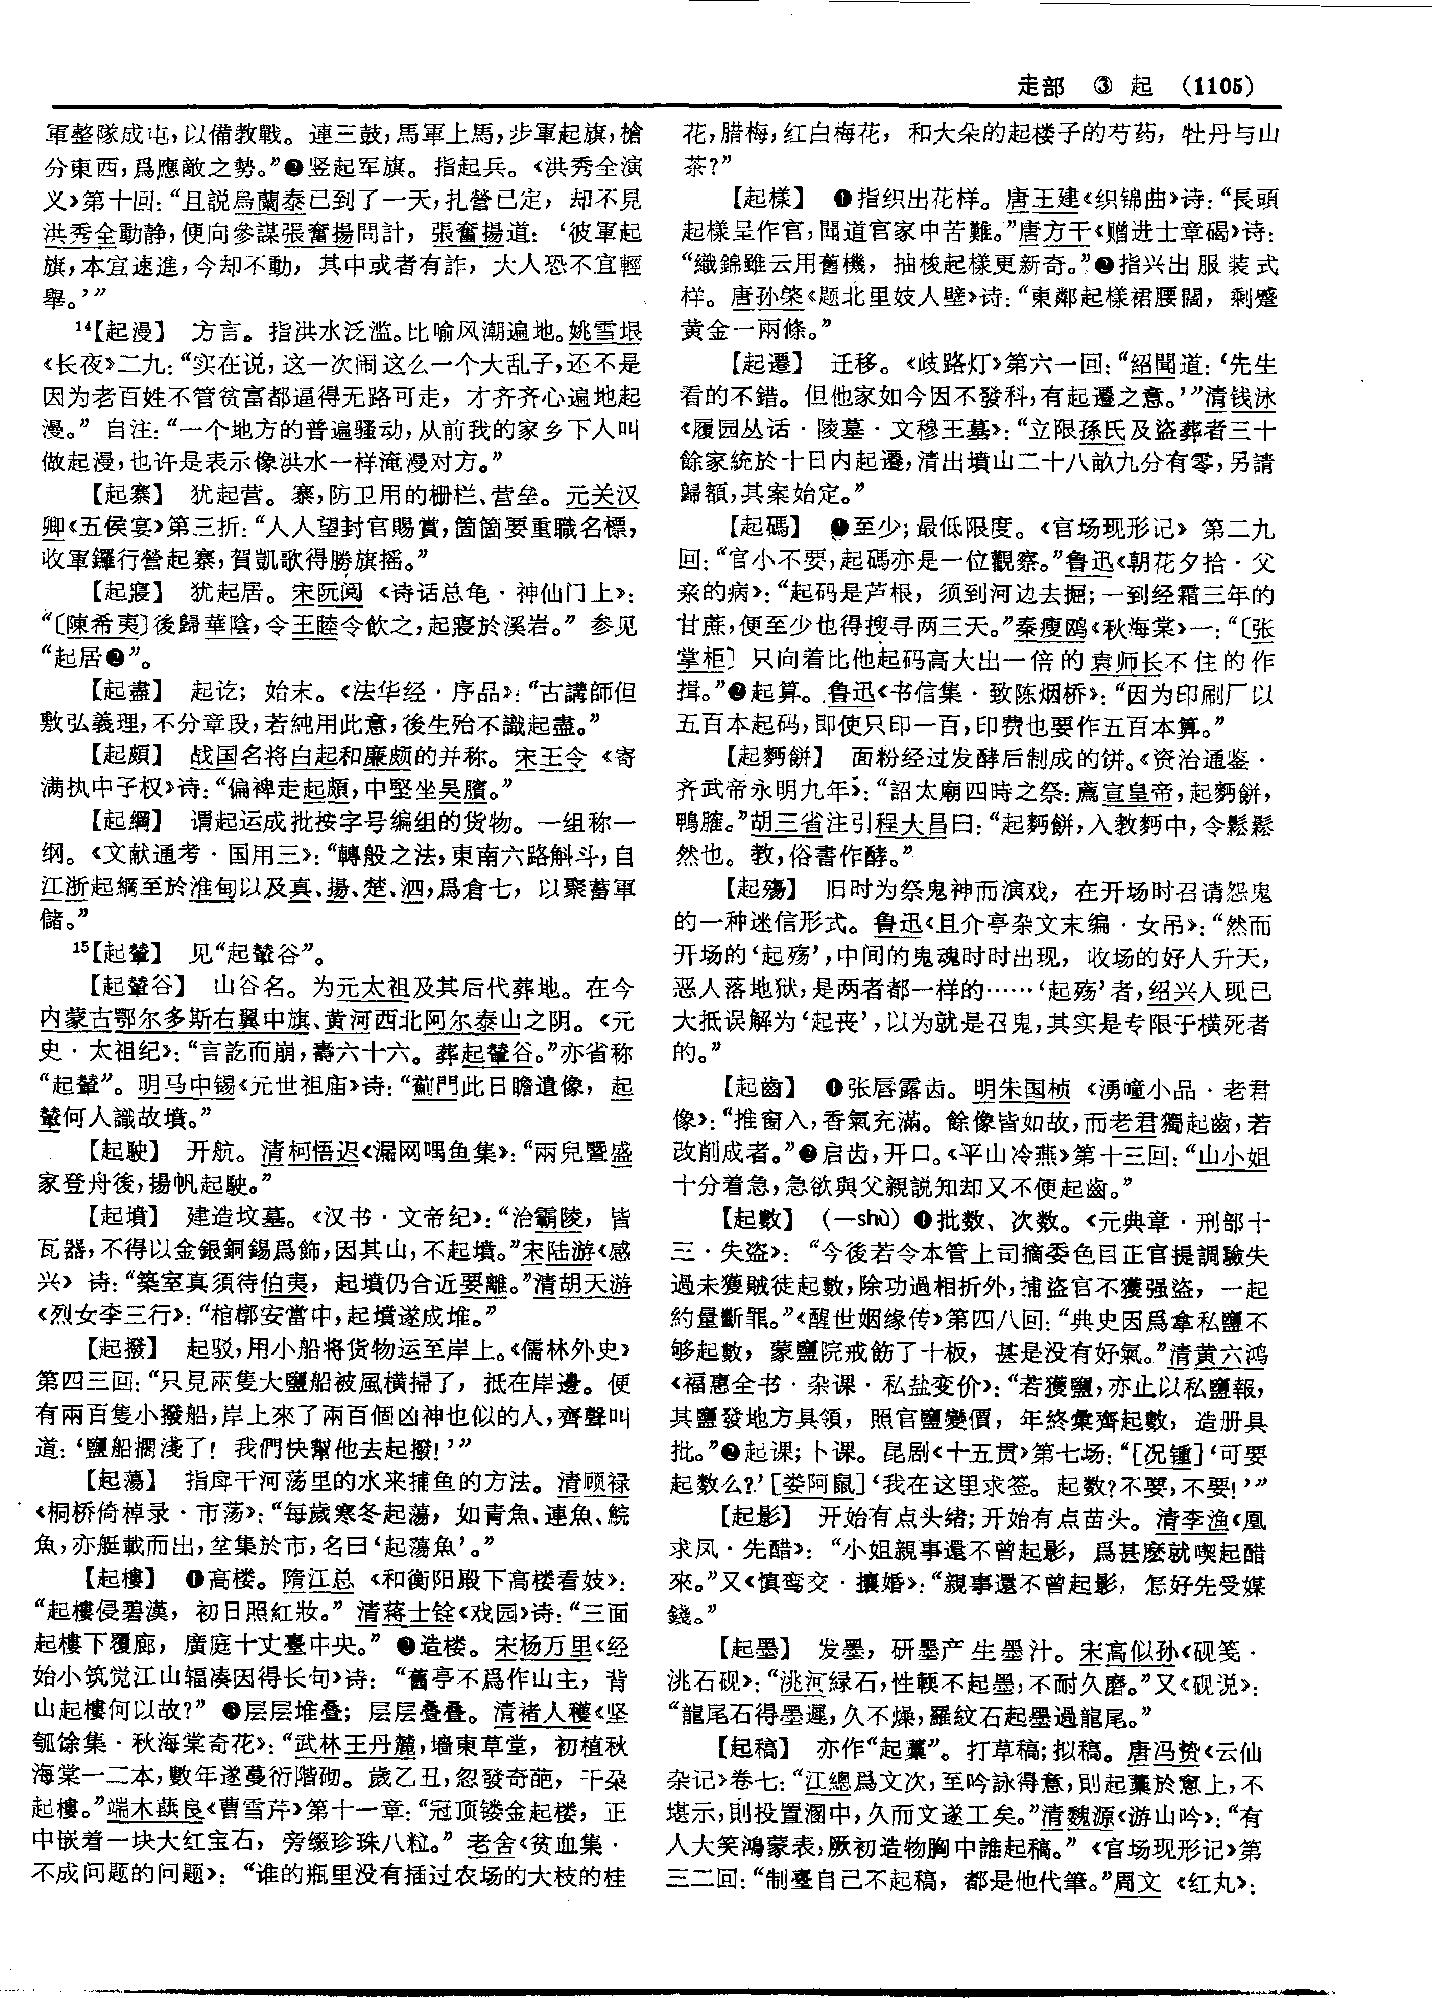 走部 ③ 起 (1105)
軍整隊成屯，以備教戰。連三鼓，馬軍上馬，步軍起旗，槍
分東西，爲應敵之勢。”❷竖起军旗。指起兵。《洪秀全演
义》第十回：“且説烏蘭泰已到了一天，扎營已定，却不見
洪秀全動静，便向參謀張奮揚問計，張奮揚道：‘彼軍起
旗，本宜速進，今却不動，其中或者有詐，大人恐不宜輕
舉。’”
14【起漫】 方言。指洪水泛滥。比喻风潮遍地。姚雪垠
《长夜》二九：“实在说，这一次闹这么一个大乱子，还不是
因为老百姓不管贫富都逼得无路可走，才齐齐心遍地起
漫。”自注：“一个地方的普遍骚动，从前我的家乡下人叫
做起漫，也许是表示像洪水一样淹漫对方。”
【起寨】 犹起营。寨，防卫用的栅栏、营垒。元关汉
卿《五侯宴》第三折：“人人望封官賜賞，箇箇要重職名標，
收軍鑼行營起寨，賀凱歌得勝旗摇。”
【起寢】 犹起居。宋阮阅《诗话总龟·神仙门上》：
“〔陳希夷〕後歸華陰，令王睦令飲之，起寢於溪岩。”参见
“起居❷”。
【起盡】 起讫；始末。《法华经·序品》：“古講師但
敷弘義理，不分章段，若純用此意，後生殆不識起盡。”
【起頗】 战国名将白起和廉颇的并称。宋王令《寄
满执中子权》诗：“偏裨走起頗，中堅坐吴臏。”
【起綱】 谓起运成批按字号编组的货物。一组称一
纲。《文献通考·国用三》：“轉般之法，東南六路斛斗，自
江浙起綱至於淮甸以及真、揚、楚、泗，爲倉七，以聚蓄軍
儲。”
15【起輦】 见“起輦谷”。
【起輦谷】 山谷名。为元太祖及其后代葬地。在今
内蒙古鄂尔多斯右翼中旗、黄河西北阿尔泰山之阴。《元
史·太祖纪》：“言訖而崩，壽六十六。葬起輦谷。”亦省称
“起輦”。明马中锡《元世祖庙》诗：“薊門此日瞻遺像，起
輦何人識故墳。”
【起駛】 开航。清柯悟迟《漏网喁鱼集》：“兩兒暨盛
家登舟後，揚帆起駛。”
【起墳】 建造坟墓。《汉书·文帝纪》：“治霸陵，皆
瓦器，不得以金銀銅錫爲飾，因其山，不起墳。”宋陆游《感
兴》诗：“築室真須待伯夷，起墳仍合近要離。”清胡天游
《烈女李三行》：“棺槨安當中，起墳遂成堆。”
【起撥】 起驳，用小船将货物运至岸上。《儒林外史》
第四三回：“只見兩隻大鹽船被風橫掃了，抵在岸邊。便
有兩百隻小撥船，岸上來了兩百個凶神也似的人，齊聲叫
道：‘鹽船擱淺了！我們快幫他去起撥！’”
【起蕩】 指戽干河荡里的水来捕鱼的方法。清顾禄
《桐桥倚棹录·市荡》：“每歲寒冬起蕩，如青魚、連魚、鯇
魚，亦艇載而出，坌集於市，名曰‘起蕩魚’。”
【起樓】 ❶高楼。隋江总《和衡阳殿下高楼看妓》：
“起樓侵碧漢，初日照紅妝。”清蒋士铨《戏园》诗：“三面
起樓下覆廊，廣庭十丈臺中央。”❷造楼。宋杨万里《经
始小筑觉江山辐凑因得长句》诗：“舊亭不爲作山主，背
山起樓何以故？”❸层层堆叠；层层叠叠。清褚人穫《坚
瓠馀集·秋海棠奇花》：“武林王丹麓，墻東草堂，初植秋
海棠一二本，數年遂蔓衍階砌。歲乙丑，忽發奇葩，千朵
起樓。”端木蕻良《曹雪芹》第十一章：“冠顶镂金起楼，正
中嵌着一块大红宝石，旁缀珍珠八粒。”老舍《贫血集·
不成问题的问题》：“谁的瓶里没有插过农场的大枝的桂
花，腊梅，红白梅花，和大朵的起楼子的芍药，牡丹与山
茶？”
【起樣】 ❶指织出花样。唐王建《织锦曲》诗：“長頭
起樣呈作官，聞道官家中苦難。”唐方干《赠进士章碣》诗：
“織錦雖云用舊機，抽梭起樣更新奇。”❷指兴出服装式
样。唐孙棨《题北里妓人壁》诗：“東鄰起樣裙腰闊，剩蹙
黄金一兩條。”
【起遷】 迁移。《歧路灯》第六一回：“紹聞道：‘先生
看的不錯。但他家如今因不發科，有起遷之意。’”清钱泳
《履园丛话·陵墓·文穆王墓》：“立限孫氏及盗葬者三十
餘家統於十日内起遷，清出墳山二十八畝九分有零，另請
歸額，其案始定。”
【起碼】 ❶至少；最低限度。《官场现形记》第二九
回：“官小不要，起碼亦是一位觀察。”鲁迅《朝花夕拾·父
亲的病》：“起码是芦根，须到河边去掘；一到经霜三年的
甘蔗，便至少也得搜寻两三天。”秦瘦鸥《秋海棠》一：“〔张
掌柜〕只向着比他起码高大出一倍的袁师长不住的作
揖。”❷起算。鲁迅《书信集·致陈烟桥》：“因为印刷厂以
五百本起码，即使只印一百，印费也要作五百本算。”
【起麪餅】 面粉经过发酵后制成的饼。《资治通鉴·
齐武帝永明九年》：“詔太廟四時之祭：薦宣皇帝，起麪餅，
鴨臛。”胡三省注引程大昌曰：“起麪餅，入教麪中，令鬆鬆
然也。教，俗書作酵。”
【起殤】 旧时为祭鬼神而演戏，在开场时召请怨鬼
的一种迷信形式。鲁迅《且介亭杂文末编·女吊》：“然而
开场的‘起殇’，中间的鬼魂时时出现，收场的好人升天，
恶人落地狱，是两者都一样的……‘起殇’者，绍兴人现已
大抵误解为‘起丧’，以为就是召鬼，其实是专限于横死者
的。”
【起齒】 ❶张唇露齿。明朱国桢《湧幢小品·老君
像》：“推窗入，香氣充滿。餘像皆如故，而老君獨起齒，若
改削成者。”❷启齿，开口。《平山冷燕》第十三回：“山小姐
十分着急，急欲與父親説知却又不便起齒。”
【起數】（—shù）❶批数、次数。《元典章·刑部十
三·失盗》：“今後若令本管上司摘委色目正官提調驗失
過未獲賊徒起數，除功過相折外，捕盜官不獲强盜，一起
約量斷罪。”《醒世姻缘传》第四八回：“典史因爲拿私鹽不
够起數，蒙鹽院戒飭了十板，甚是没有好氣。”清黄六鸿
《福惠全书·杂课·私盐变价》：“若獲鹽，亦止以私鹽報，
其鹽發地方具領，照官鹽變價，年終彙齊起數，造册具
批。”❷起课；卜课。昆剧《十五贯》第七场：“［况锺］‘可要
起数么？’［娄阿鼠］‘我在这里求签。起数？不要，不要！’”
【起影】 开始有点头绪；开始有点苗头。清李渔《凰
求凤·先醋》：“小姐親事還不曾起影，爲甚麽就喫起醋
來。”又《慎鸾交·攘婚》：“親事還不曾起影，怎好先受媒
錢。”
【起墨】 发墨，研墨产生墨汁。宋高似孙《砚笺·
洮石砚》：“洮河緑石，性輭不起墨，不耐久磨。”又《砚说》：
“龍尾石得墨遲，久不燥，羅紋石起墨過龍尾。”
【起稿】 亦作“起藁”。打草稿；拟稿。唐冯贽《云仙
杂记》卷七：“江總爲文次，至吟詠得意，則起藁於窻上，不
堪示，則投置溷中，久而文遂工矣。”清魏源《游山吟》：“有
人大笑鴻蒙表，厥初造物胸中誰起稿。”《官场现形记》第
三二回：“制臺自己不起稿，都是他代筆。”周文《红丸》：